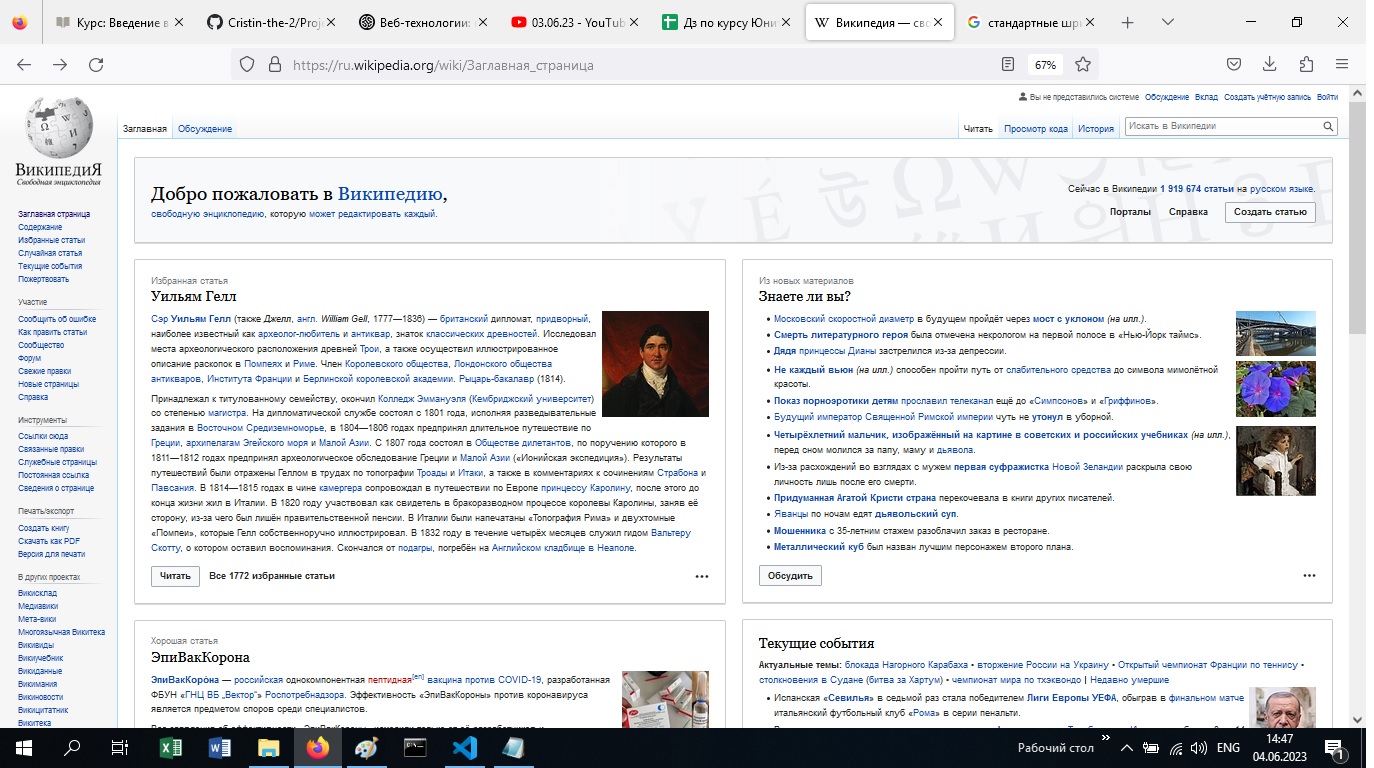 Курс: Введение в
Cristin-the-2/Proje
Веб-технологии:
03.06.23 - YouTub
Дз по курсу Юни
Википедия — сво
стандартные шри
https://ru.wikipedia.org/wiki/Заглавная_страница
67%
Вы не представились системе Обсуждение Вклад Создать учётную запись Войти
Заглавная Обсуждение
Читать Просмотр кода История
Искать в Википедии
ВикипедиЯ
Свободная энциклопедия
Заглавная страница
Содержание
Избранные статьи
Случайная статья
Текущие события
Пожертвовать
Участие
Сообщить об ошибке
Как править статьи
Сообщество
Форум
Свежие правки
Новые страницы
Справка
Инструменты
Ссылки сюда
Связанные правки
Служебные страницы
Постоянная ссылка
Сведения о странице
Печать/экспорт
Создать книгу
Скачать как PDF
Версия для печати
В других проектах
Викисклад
Медиавики
Мета-вики
Многоязычная Викитека
Викивиды
Викиучебник
Викиданные
Викимания
Викиновости
Викицитатник
Викитека
Добро пожаловать в Википедию,
свободную энциклопедию, которую может редактировать каждый.
Сейчас в Википедии 1 919 674 статьи на русском языке.
Порталы Справка Создать статью
Избранная статья
Уильям Гелл
Сэр Уильям Гелл (также Джелл, англ. William Gell, 1777—1836) — британский дипломат, придворный,
наиболее известный как археолог-любитель и антиквар, знаток классических древностей. Исследовал
места археологического расположения древней Трои, а также осуществил иллюстрированное
описание раскопок в Помпеях и Риме. Член Королевского общества, Лондонского общества
антикваров, Института Франции и Берлинской королевской академии. Рыцарь-бакалавр (1814).
Принадлежал к титулованному семейству, окончил Колледж Эммануэля (Кембриджский университет)
со степенью магистра. На дипломатической службе состоял с 1801 года, исполняя разведывательные
задания в Восточном Средиземноморье, в 1804—1806 годах предпринял длительное путешествие по
Греции, архипелагам Эгейского моря и Малой Азии. С 1807 года состоял в Обществе дилетантов, по поручению которого в
1811—1812 годах предпринял археологическое обследование Греции и Малой Азии («Ионийская экспедиция»). Результаты
путешествий были отражены Геллом в трудах по топографии Троады и Итаки, а также в комментариях к сочинениям Страбона и
Павсания. В 1814—1815 годах в чине камергера сопровождал в путешествии по Европе принцессу Каролину, после этого до
конца жизни жил в Италии. В 1820 году участвовал как свидетель в бракоразводном процессе королевы Каролины, заняв её
сторону, из-за чего был лишён правительственной пенсии. В Италии были напечатаны «Топография Рима» и двухтомные
«Помпеи», которые Гелл собственноручно иллюстрировал. В 1832 году в течение четырёх месяцев служил гидом Вальтеру
Скотту, о котором оставил воспоминания. Скончался от подагры, погребён на Английском кладбище в Неаполе.
Читать Все 1772 избранные статьи
Из новых материалов
Знаете ли вы?
• Московский скоростной диаметр в будущем пройдёт через мост с уклоном (на илл.).
• Смерть литературного героя была отмечена некрологом на первой полосе в «Нью-Йорк таймс».
• Дядя принцессы Дианы застрелился из-за депрессии.
• Не каждый вьюн (на илл.) способен пройти путь от слабительного средства до символа мимолётной
красоты.
• Показ порноэротики детям прославил телеканал ещё до «Симпсонов» и «Гриффинов».
• Будущий император Священной Римской империи чуть не утонул в уборной.
• Четырёхлетний мальчик, изображённый на картине в советских и российских учебниках (на илл.),
перед сном молился за папу, маму и дьявола.
• Из-за расхождений во взглядах с мужем первая суфражистка Новой Зеландии раскрыла свою
личность лишь после его смерти.
• Придуманная Агатой Кристи страна перекочевала в книги других писателей.
• Яванцы по ночам едят дьявольский суп.
• Мошенника с 35-летним стажем разоблачил заказ в ресторане.
• Металлический куб был назван лучшим персонажем второго плана.
Обсудить
Хорошая статья
ЭпиВакКорона
ЭпиВакКоро́на — российская однокомпонентная пептидная[en] вакцина против COVID-19, разработанная
ФБУН «ГНЦ ВБ „Вектор“» Роспотребнадзора. Эффективность «ЭпиВакКороны» против коронавируса
является предметом споров среди специалистов.
Текущие события
Актуальные темы: блокада Нагорного Карабаха • вторжение России на Украину • Открытый чемпионат Франции по теннису •
столкновения в Судане (битва за Хартум) • чемпионат мира по тхэквондо | Недавно умершие
• Испанская «Севилья» в седьмой раз стала победителем Лиги Европы УЕФА, обыграв в финальном матче
итальянский футбольный клуб «Рома» в серии пенальти.
Рабочий стол
ENG
14:47
04.06.2023
1